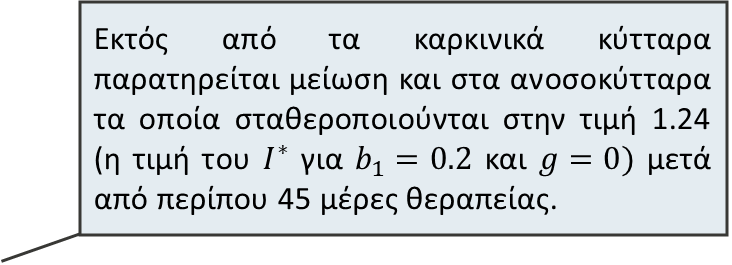 Εκτός από τα καρκινικά κύτταρα
παρατηρείται μείωση και στα ανοσοκύτταρα
τα οποία σταθεροποιούνται στην τιμή 1.24
(η τιμή του I* για b₁ = 0.2 και g = 0) μετά
από περίπου 45 μέρες θεραπείας.